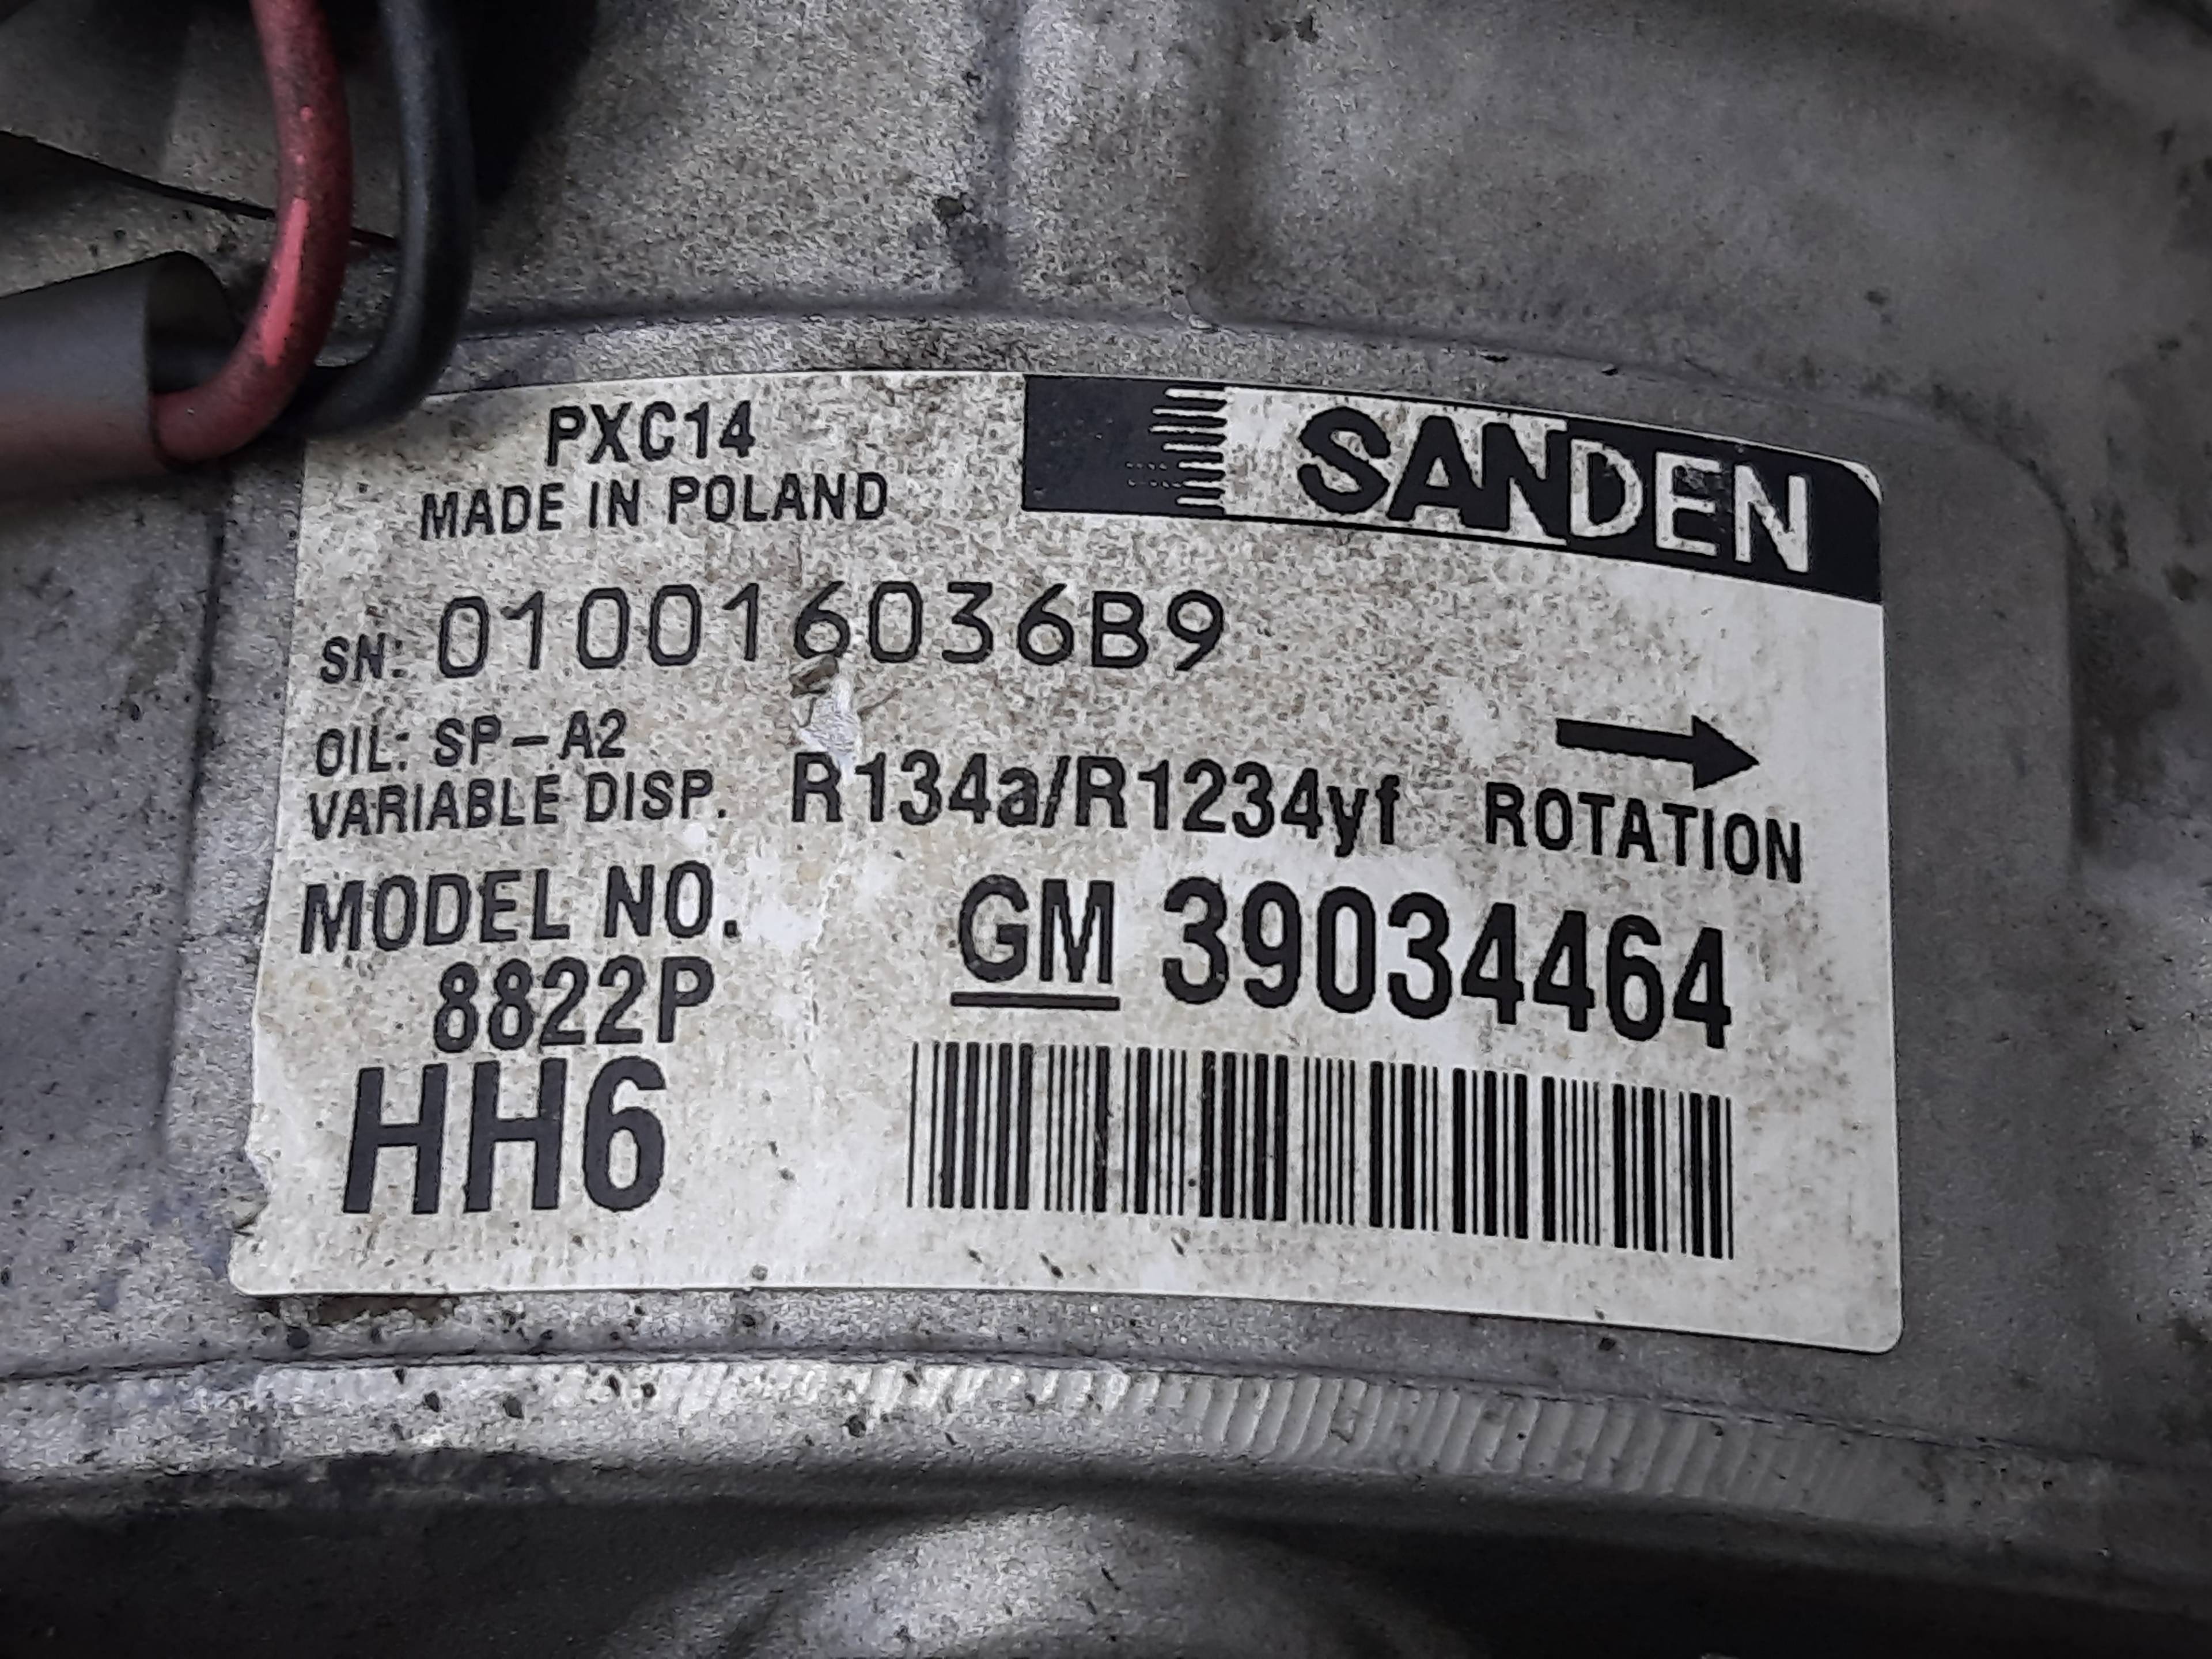 PXC14
MADE IN POLAND
SANDEN
SN: 010016036B9
OIL: SP-A2
VARIABLE DISP. R134a/R1234yf ROTATION
MODEL NO.
8822P
GM 39034464
HH6